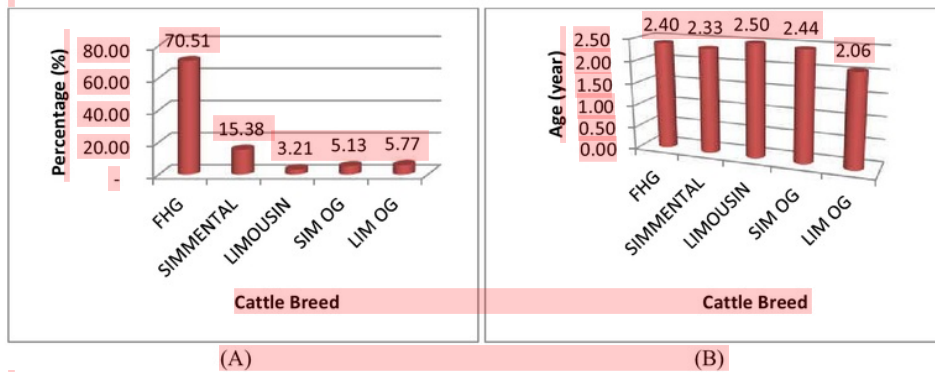 Percentage (%)
80.00
60.00
40.00
20.00
-
70.51
15.38
3.21
5.13
5.77
FHG
SIMMENTAL
LIMOUSIN
SIM OG
LIM OG
Cattle Breed
(A)
Age (year)
2.50
2.00
1.50
1.00
0.50
0.00
2.40
2.33
2.50
2.44
2.06
FHG
SIMMENTAL
LIMOUSIN
SIM OG
LIM OG
Cattle Breed
(B)